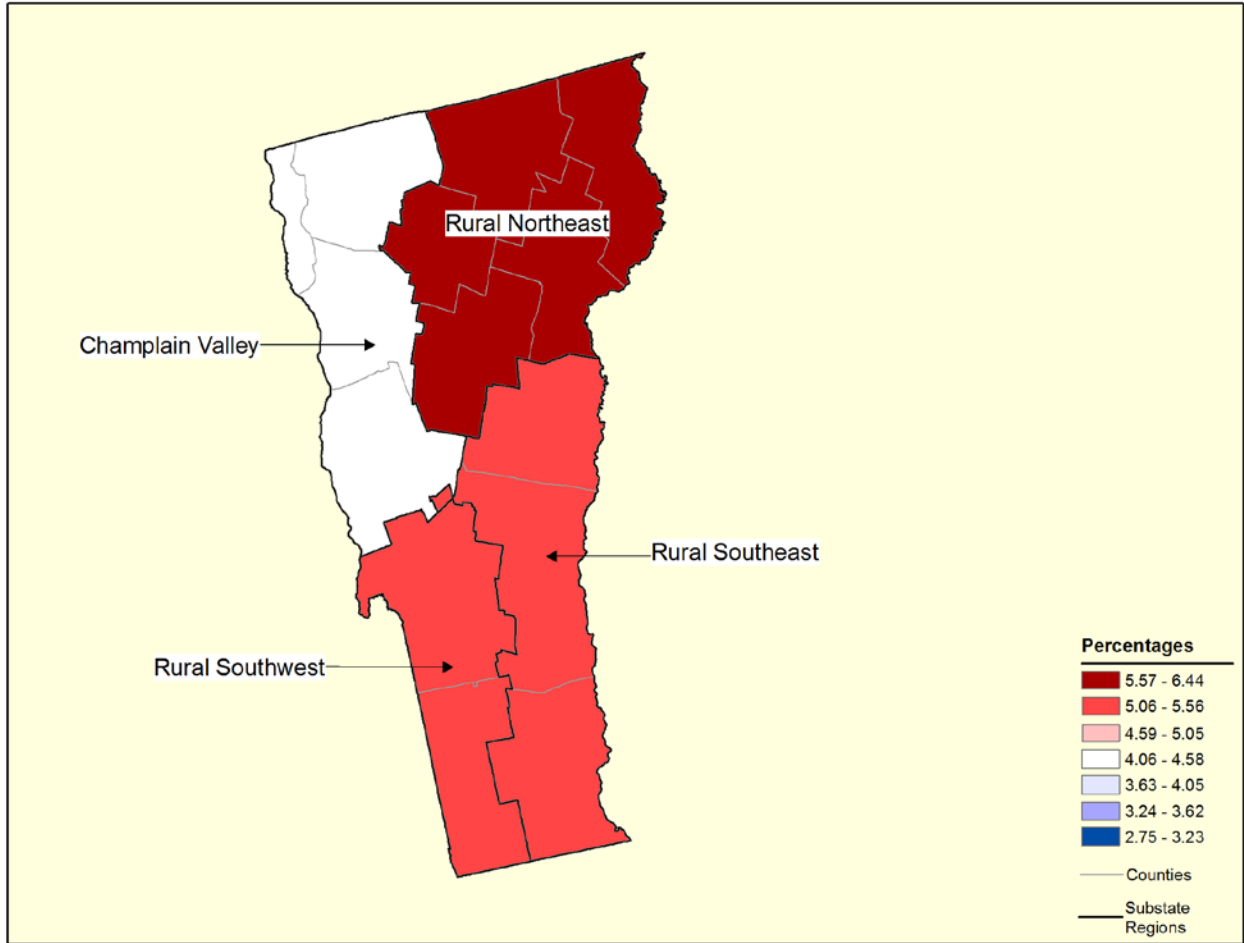 Rural Northeast
Champlain Valley
Rural Southeast
Rural Southwest
Percentages
5.57 - 6.44
5.06 - 5.56
4.59 - 5.05
4.06 - 4.58
3.63 - 4.05
3.24 - 3.62
2.75 - 3.23
Counties
Substate
Regions